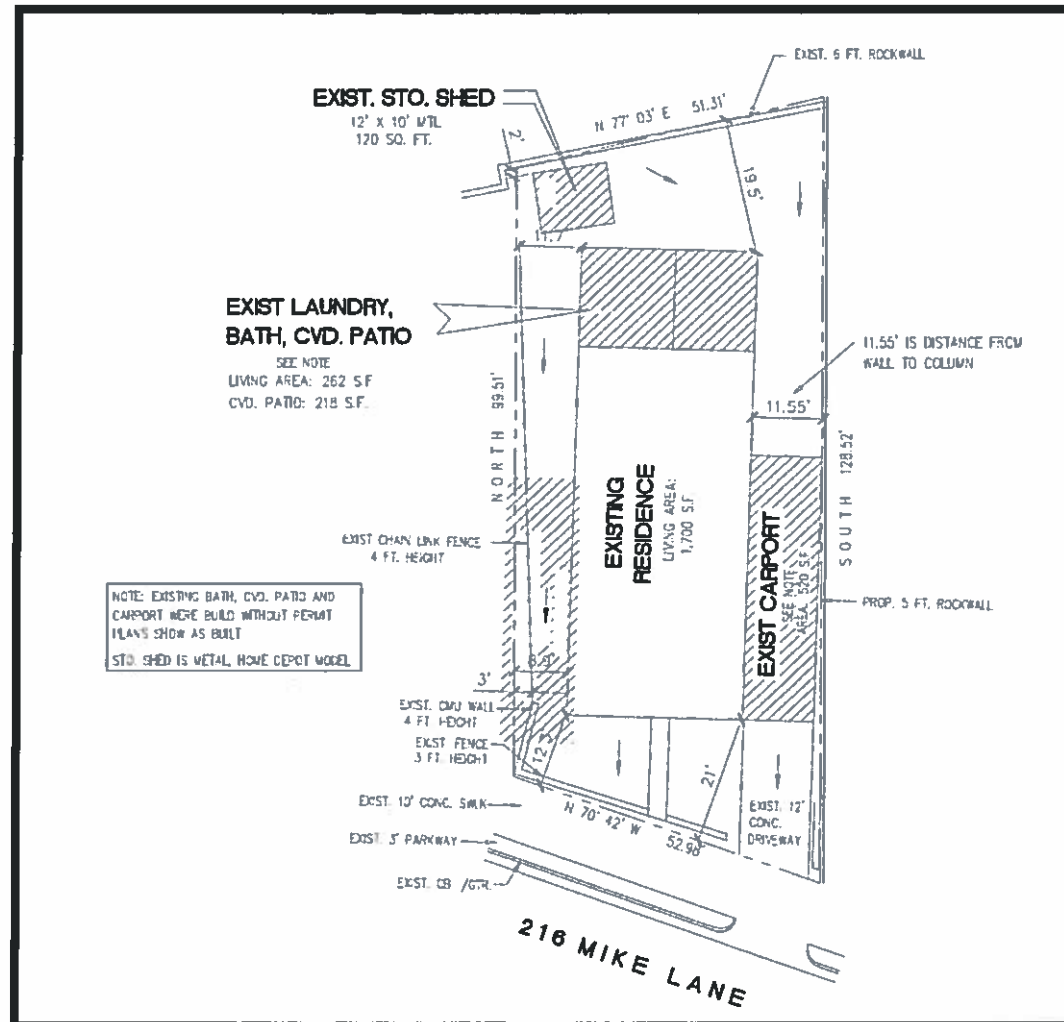 EXIST. 6 FT. ROCKWALL
EXIST. STO. SHED
12' X 10' MTL
120 SQ. FT.
2'
N 77° 03' E 51.31'
19.5'
11.7
EXIST LAUNDRY,
BATH, CVD. PATIO
SEE NOTE
LIVING AREA: 262 S.F
CVD. PATIO: 218 S.F.
11.55' IS DISTANCE FROM
WALL TO COLUMN
11.55'
NORTH 99.51'
SOUTH 128.52'
EXISTING
RESIDENCE
LIVING AREA:
1,700 S.F.
EXIST CARPORT
SEE NOTE
AREA: 520 S.F
EXIST CHAIN LINK FENCE
4 FT. HEIGHT
PROP. 5 FT. ROCKWALL
NOTE: EXISTING BATH, CVD. PATIO AND
CARPORT WERE BUILD WITHOUT PERMIT
PLANS SHOW AS BUILT
STO. SHED IS METAL, HOME DEPOT MODEL
8.9'
3'
EXIST. CMU WALL
4 FT. HEIGHT
EXIST FENCE
3 FT. HEIGHT
21'
EXIST. 10' CONC. SWLK
N 70° 42' W 52.98'
EXIST. 12'
CONC.
DRIVEWAY
EXIST. 3' PARKWAY
EXIST. CB /GTR.
216 MIKE LANE